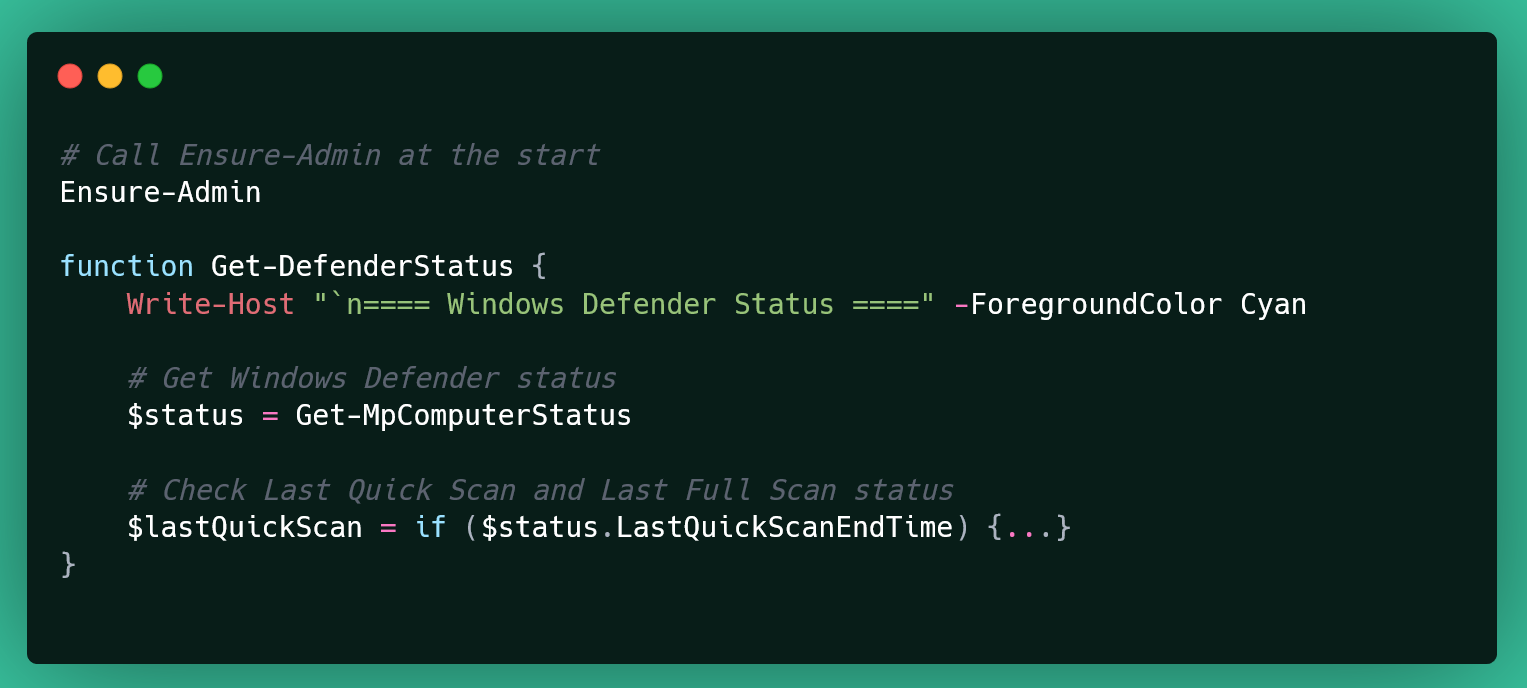 # Call Ensure-Admin at the start
Ensure-Admin
function Get-DefenderStatus {
    Write-Host "`n==== Windows Defender Status ====" -ForegroundColor Cyan
    # Get Windows Defender status
    $status = Get-MpComputerStatus
    # Check Last Quick Scan and Last Full Scan status
    $lastQuickScan = if ($status.LastQuickScanEndTime) {...}
}